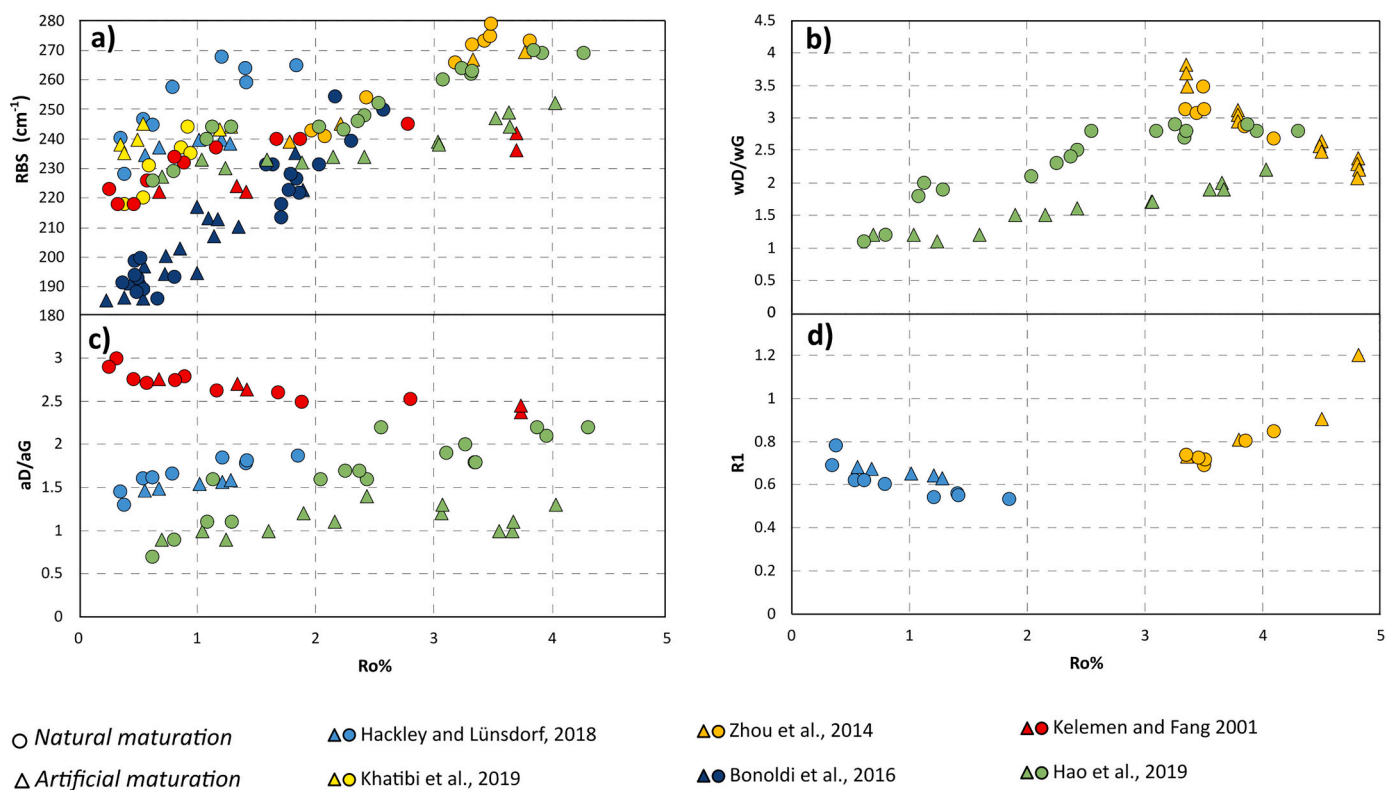 a)
RBS (cm-1)
280
270
260
250
240
230
220
210
200
190
180
b)
wD/wG
4.5
4
3.5
3
2.5
2
1.5
1
0.5
0
c)
aD/aG
3
2.5
2
1.5
1
0.5
0
0 1 2 3 4 5
Ro%
d)
R1
1.2
1
0.8
0.6
0.4
0.2
0
0 1 2 3 4 5
Ro%
Natural maturation
Hackley and Lünsdorf, 2018
Zhou et al., 2014
Kelemen and Fang 2001
Artificial maturation
Khatibi et al., 2019
Bonoldi et al., 2016
Hao et al., 2019